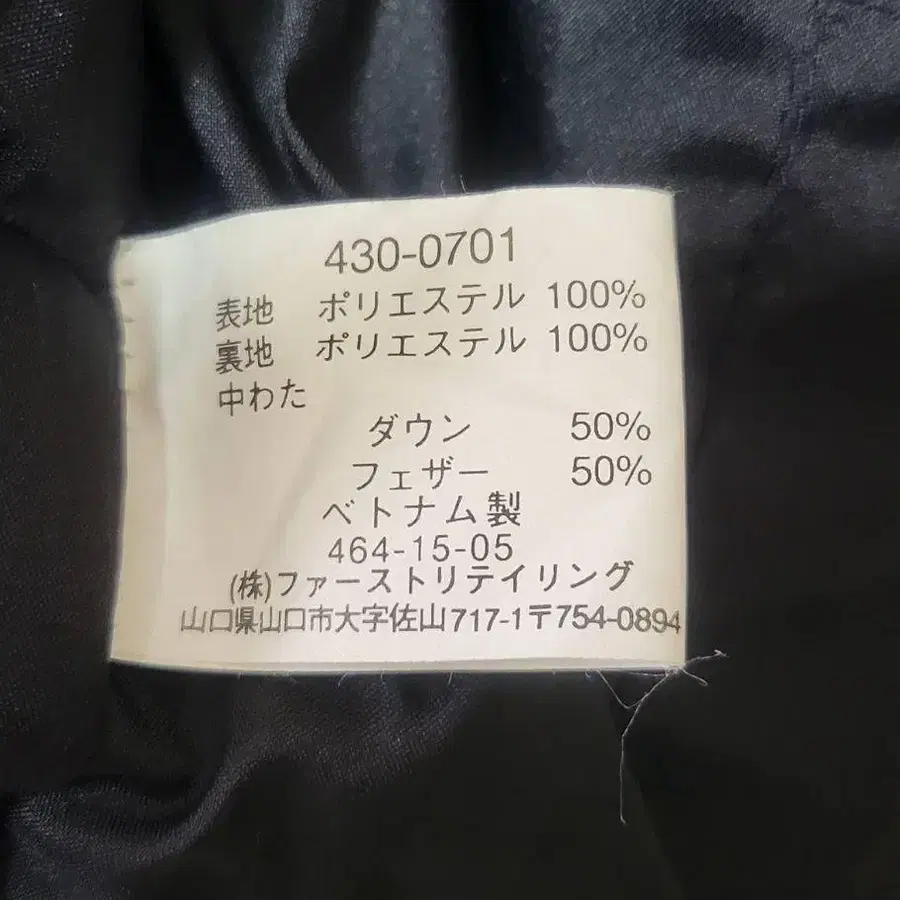 430-0701
表地 ポリエステル 100%
裏地 ポリエステル 100%
中わた
ダウン 50%
フェザー 50%
ベトナム製
464-15-05
(株)ファーストリテイリング
山口県山口市大字佐山717-1〒754-0894